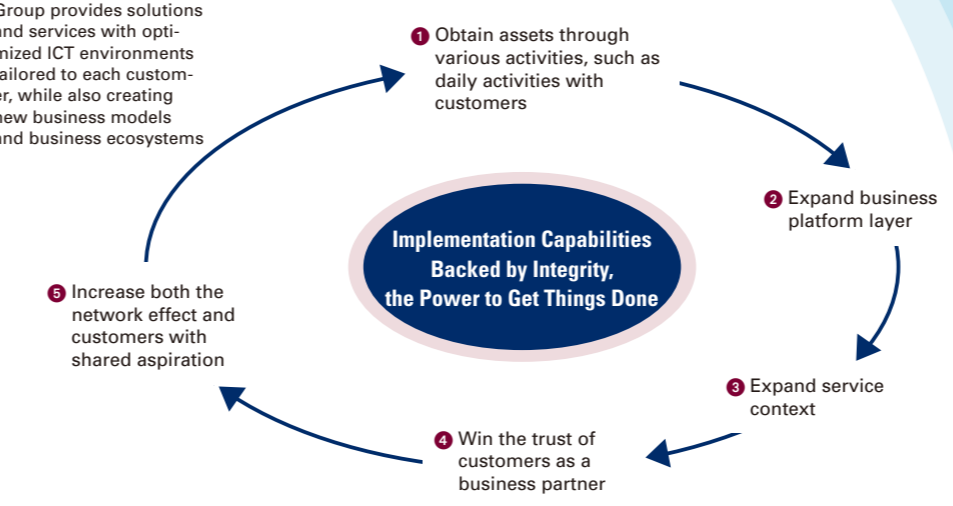 Group provides solutions
and services with opti-
mized ICT environments
tailored to each custom-
er, while also creating
new business models
and business ecosystems
1 Obtain assets through
various activities, such as
daily activities with
customers
2 Expand business
platform layer
Implementation Capabilities
Backed by Integrity,
the Power to Get Things Done
5 Increase both the
network effect and
customers with
shared aspiration
3 Expand service
context
4 Win the trust of
customers as a
business partner